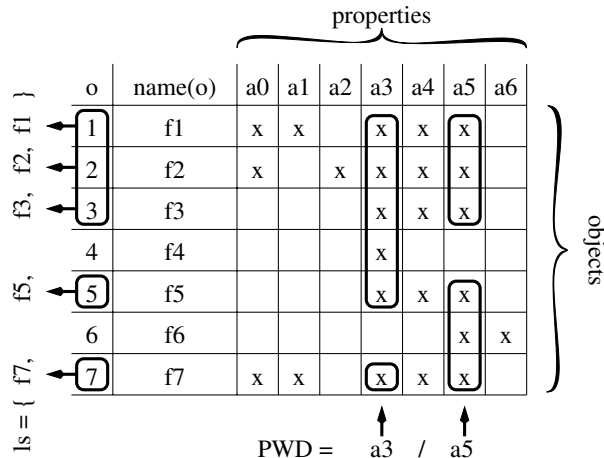 properties
o name(o) a0 a1 a2 a3 a4 a5 a6
1 f1 x x x x x
2 f2 x x x x x
3 f3 x x x
4 f4 x
5 f5 x x x
6 f6 x x
7 f7 x x x x x
PWD = a3 / a5
ls = { f7, f5, f3, f2, f1 }
objects